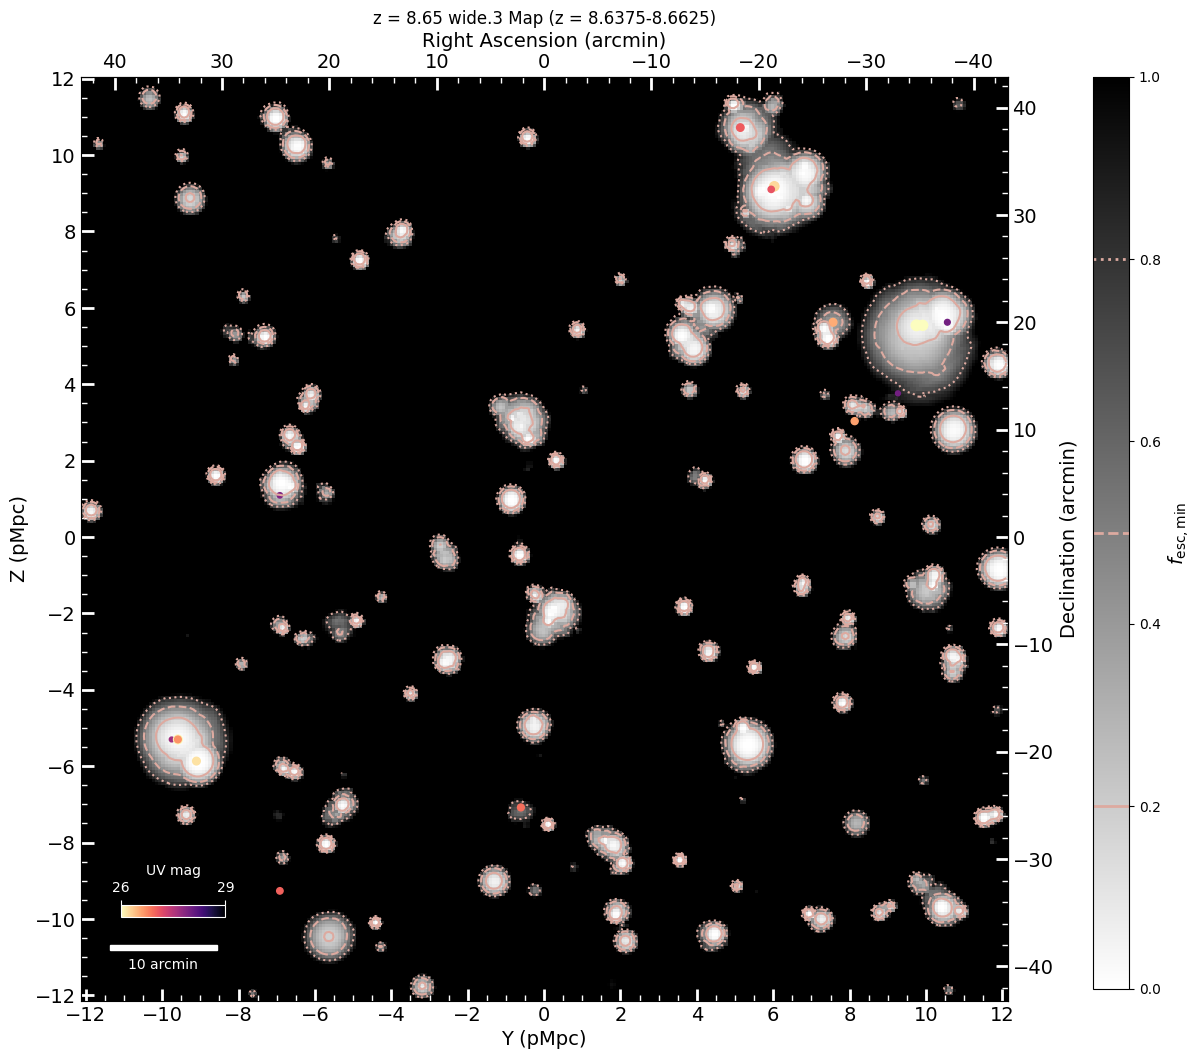 z = 8.65 wide.3 Map (z = 8.6375-8.6625)
Right Ascension (arcmin)
40 30 20 10 0 −10 −20 −30 −40
12
10
8
6
4
2
0
−2
−4
−6
−8
−10
−12
Z (pMpc)
UV mag
26 29
10 arcmin
−12 −10 −8 −6 −4 −2 0 2 4 6 8 10 12
Y (pMpc)
40
30
20
10
0
−10
−20
−30
−40
Declination (arcmin)
1.0
0.8
0.6
0.4
0.2
0.0
fesc, min